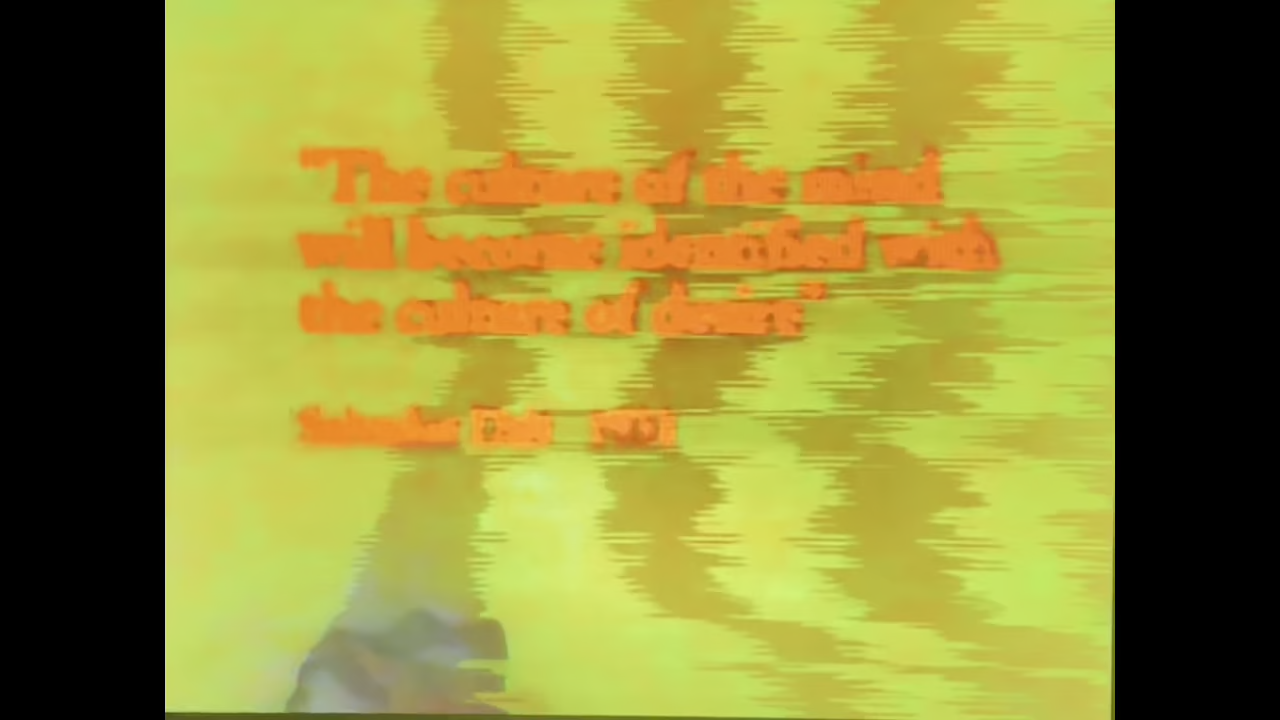 "The culture of the mind
will become identified with
the culture of desire"
Salvador Dali